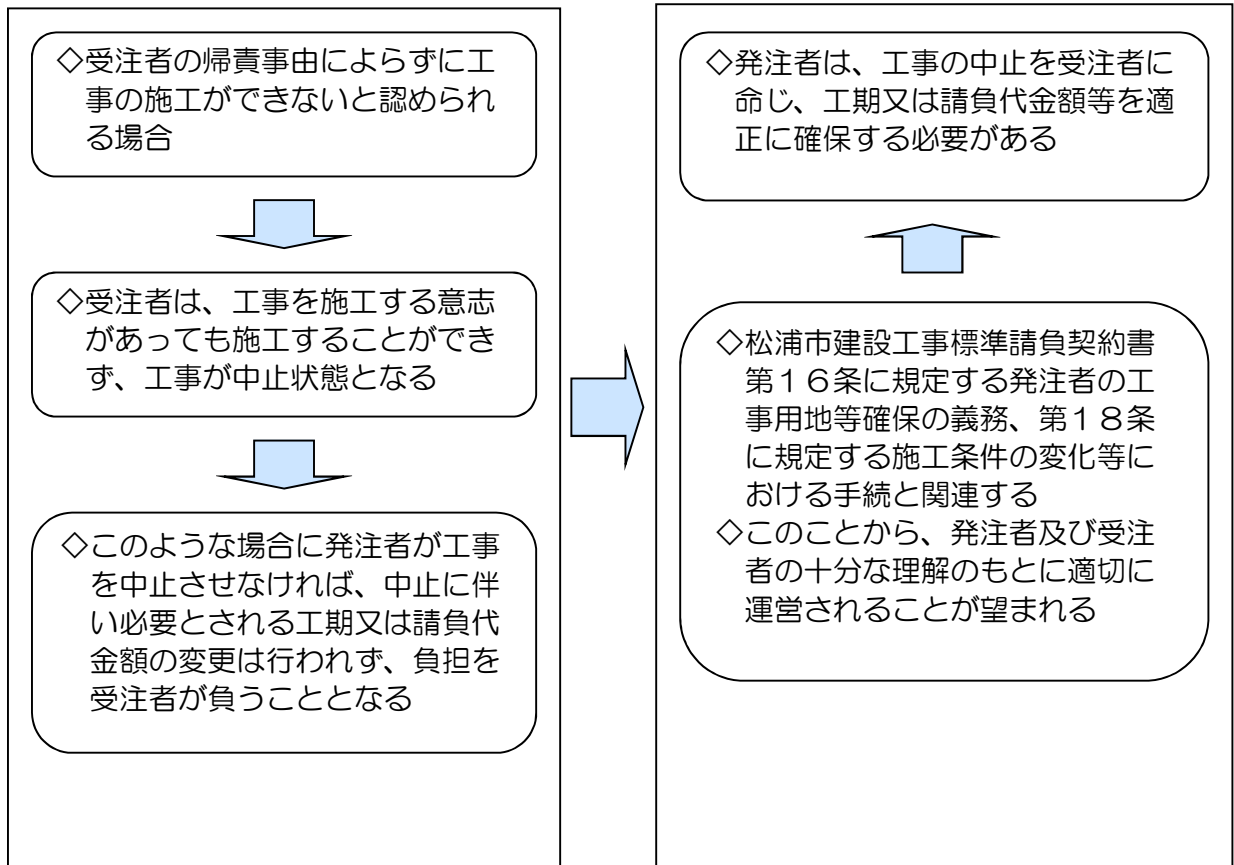 ◇受注者の帰責事由によらずに工
事の施工ができないと認められ
る場合
◇受注者は、工事を施工する意志
があっても施工することができ
ず、工事が中止状態となる
◇このような場合に発注者が工事
を中止させなければ、中止に伴
い必要とされる工期又は請負代
金額の変更は行われず、負担を
受注者が負うこととなる
◇発注者は、工事の中止を受注者に
命じ、工期又は請負代金額等を適
正に確保する必要がある
◇松浦市建設工事標準請負契約書
第１６条に規定する発注者の工
事用地等確保の義務、第１８条
に規定する施工条件の変化等に
おける手続と関連する
◇このことから、発注者及び受注
者の十分な理解のもとに適切に
運営されることが望まれる